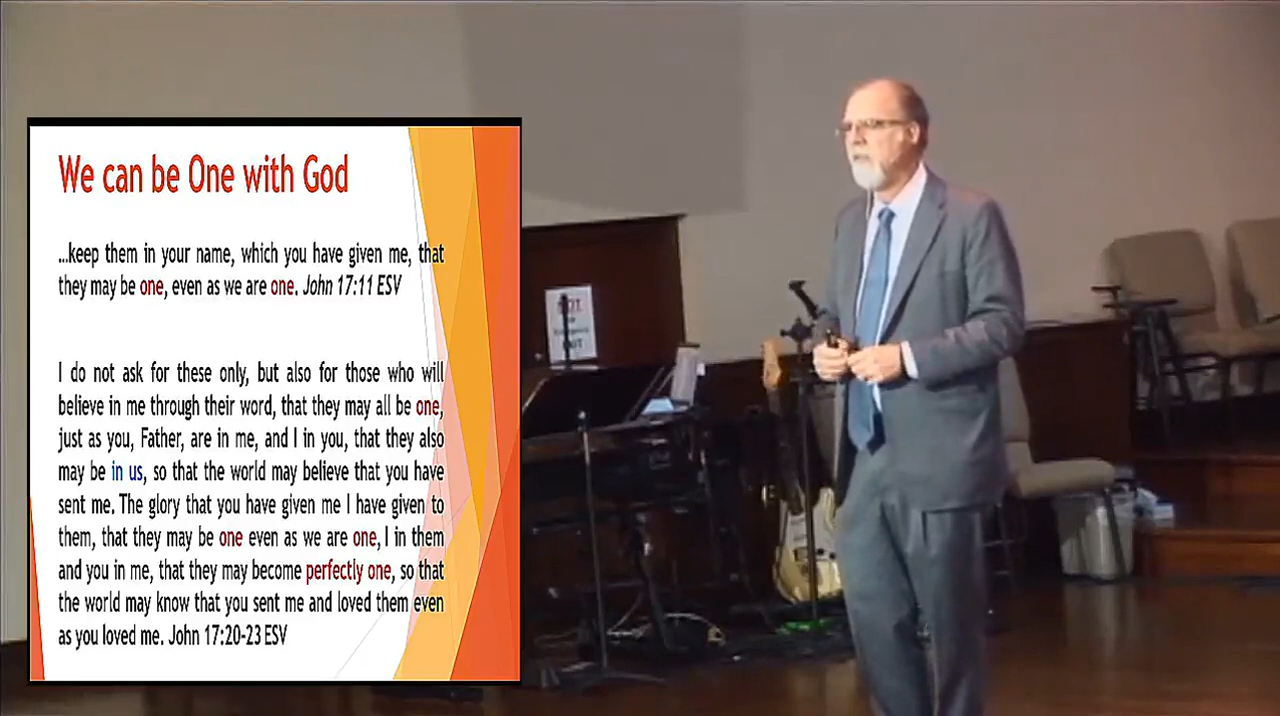 We can be One with God
...keep them in your name, which you have given me, that
they may be one, even as we are one. John 17:11 ESV
I do not ask for these only, but also for those who will
believe in me through their word, that they may all be one,
just as you, Father, are in me, and I in you, that they also
may be in us, so that the world may believe that you have
sent me. The glory that you have given me I have given to
them, that they may be one even as we are one, I in them
and you in me, that they may become perfectly one, so that
the world may know that you sent me and loved them even
as you loved me. John 17:20-23 ESV